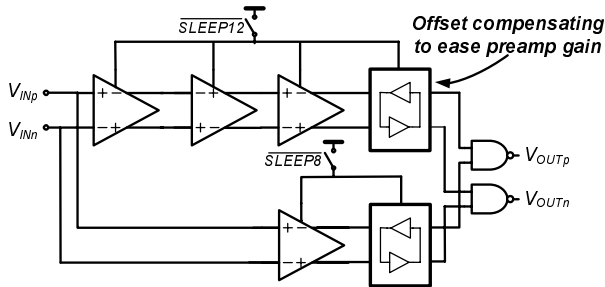 SLEEP12
Offset compensating
to ease preamp gain
VINp
VINn
+ − + − + −
− + − + − +
SLEEP8
VOUTp
VOUTn
+ −
− +